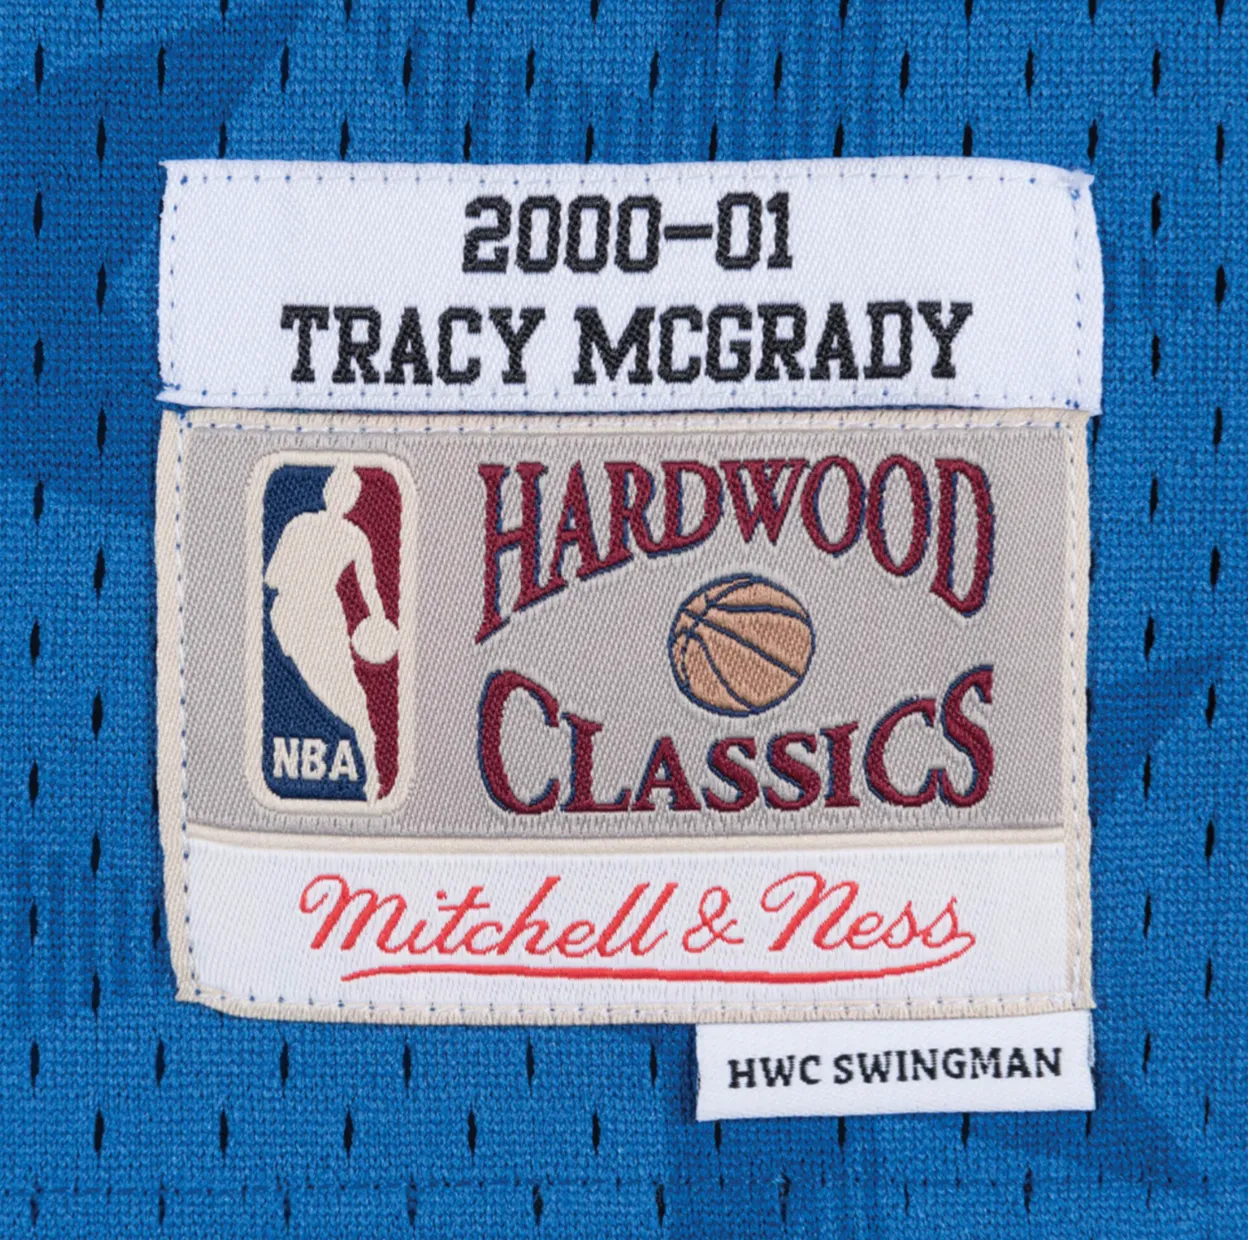 2000-01
TRACY MCGRADY
HARDWOOD
CLASSICS
NBA
Mitchell & Ness
HWC SWINGMAN